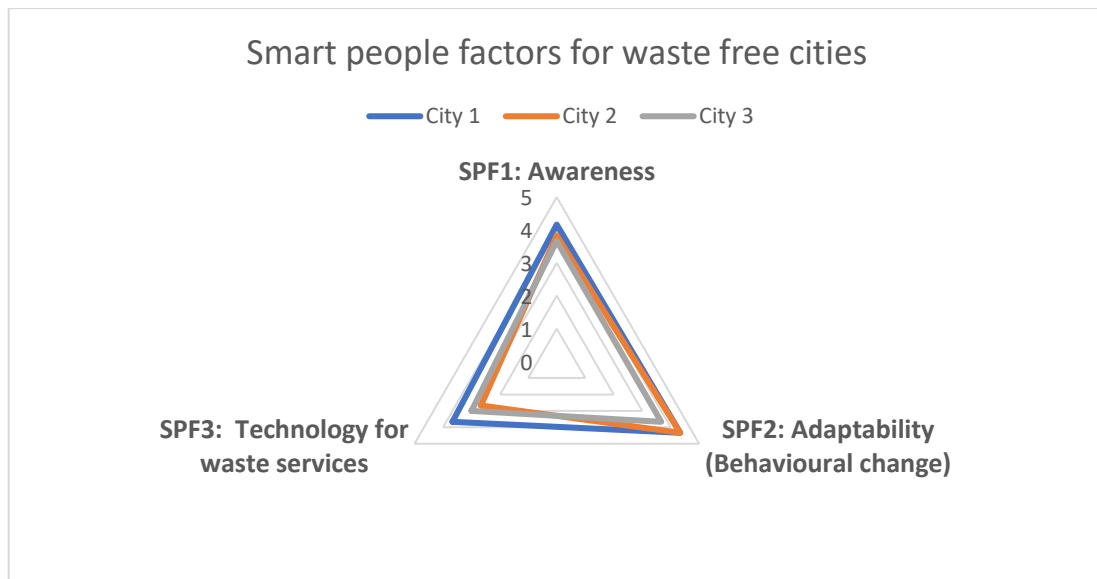 Smart people factors for waste free cities
City 1 City 2 City 3
SPF1: Awareness
5
4
3
2
1
0
SPF3:  Technology for
waste services
SPF2: Adaptability
(Behavioural change)